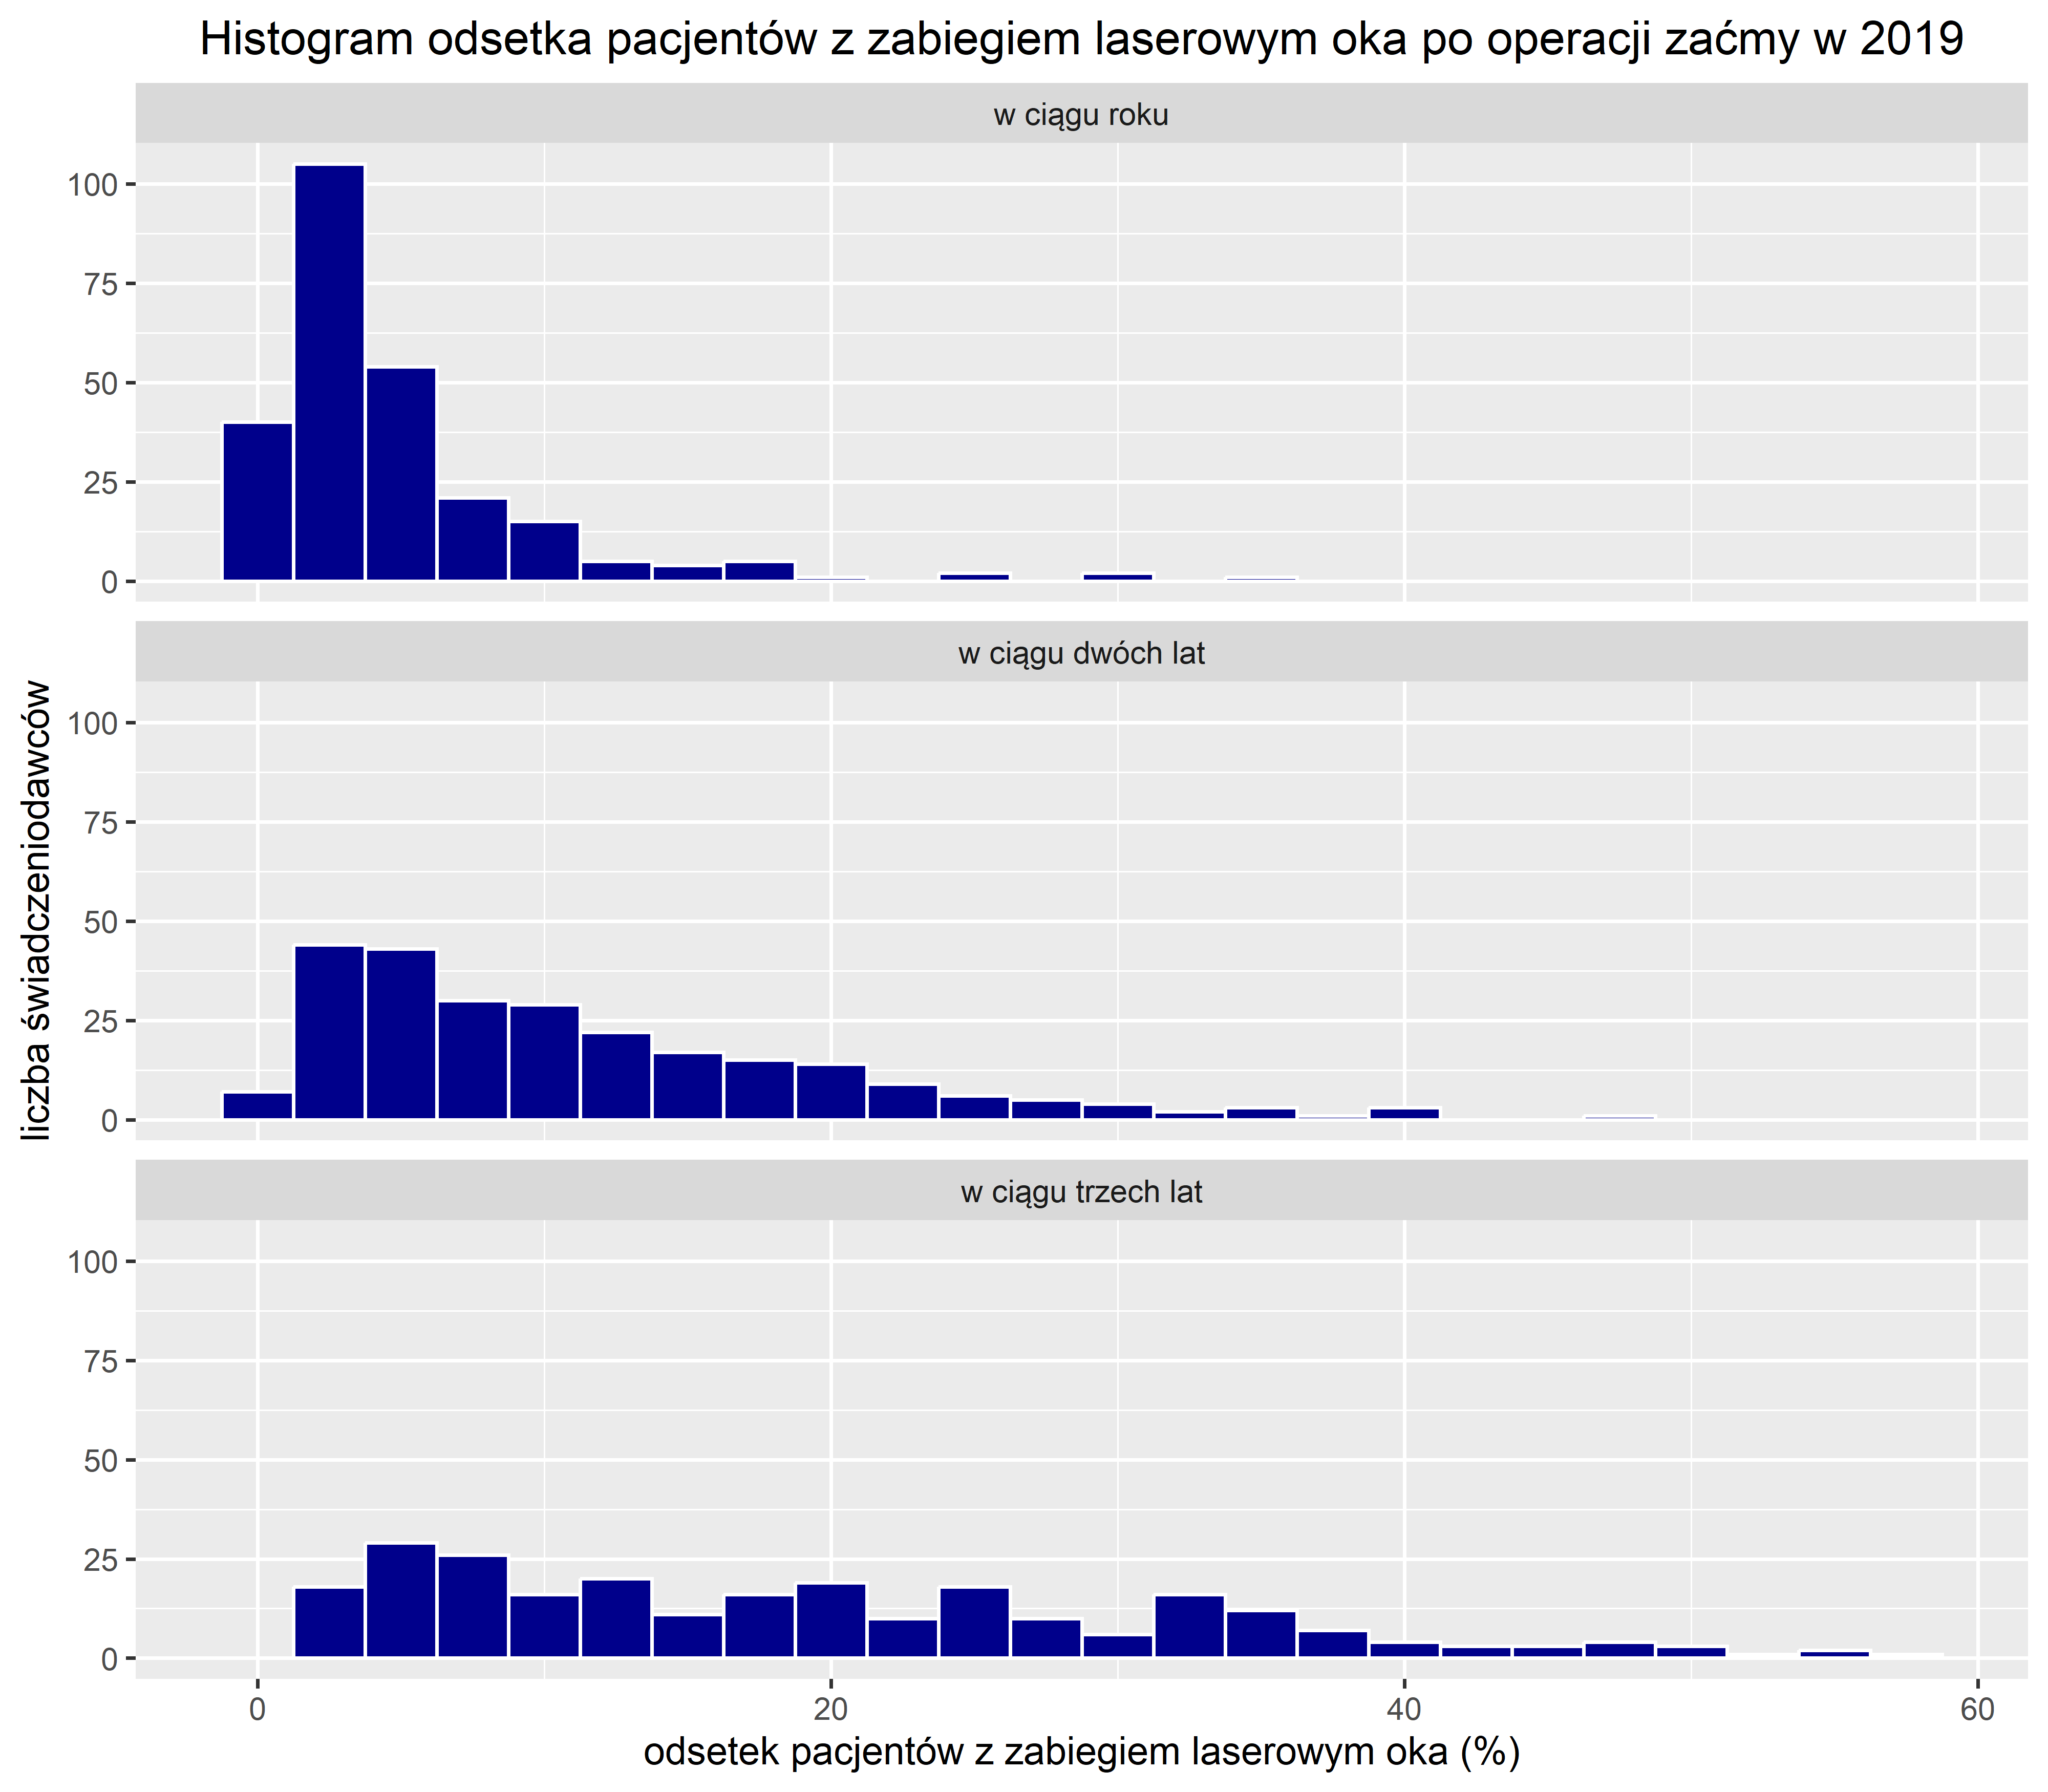 Histogram odsetka pacjentów z zabiegiem laserowym oka po operacji zaćmy w 2019
w ciągu roku
100
75
50
25
0
w ciągu dwóch lat
100
75
50
25
0
liczba świadczeniodawców
w ciągu trzech lat
100
75
50
25
0
0 20 40 60
odsetek pacjentów z zabiegiem laserowym oka (%)